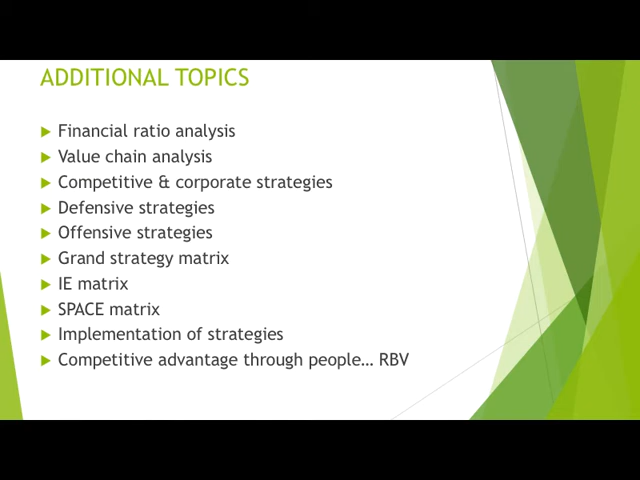 ADDITIONAL TOPICS
Financial ratio analysis
Value chain analysis
Competitive & corporate strategies
Defensive strategies
Offensive strategies
Grand strategy matrix
IE matrix
SPACE matrix
Implementation of strategies
Competitive advantage through people… RBV